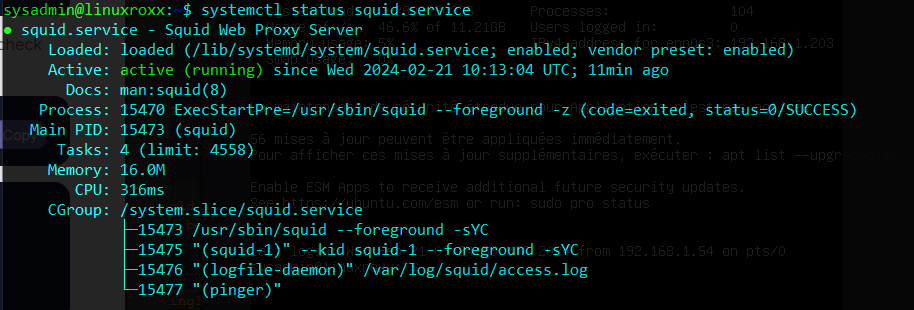 sysadmin@linuxroxx:~$ systemctl status squid.service
● squid.service - Squid Web Proxy Server
Loaded: loaded (/lib/systemd/system/squid.service; enabled; vendor preset: enabled)
Active: active (running) since Wed 2024-02-21 10:13:04 UTC; 11min ago
Docs: man:squid(8)
Process: 15470 ExecStartPre=/usr/sbin/squid --foreground -z (code=exited, status=0/SUCCESS)
Main PID: 15473 (squid)
Tasks: 4 (limit: 4558)
Memory: 16.0M
CPU: 316ms
CGroup: /system.slice/squid.service
├─15473 /usr/sbin/squid --foreground -sYC
├─15475 "(squid-1)" --kid squid-1 --foreground -sYC
├─15476 "(logfile-daemon)" /var/log/squid/access.log
└─15477 "(pinger)"
Processes: 104
46.6% of 11.21GB
Users logged in: 0
.203
56 mises à jour peuvent être appliquées immédiatement.
Pour afficher ces mises à jour supplémentaires, exécuter : apt list --upgradable
Enable ESM Apps to receive additional future security updates.
See https://ubuntu.com/esm or run: sudo pro status
from 192.168.1.54 on pts/0
check
Copy